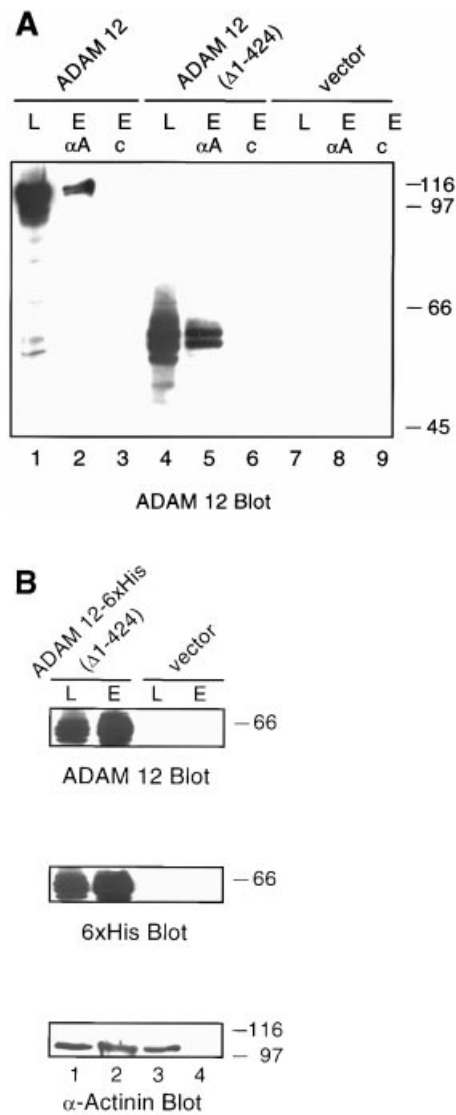 A
ADAM 12
ADAM 12
(Δ1-424)
vector
L E E L E E L E E
αA c αA c αA c
–116
– 97
– 66
– 45
1 2 3 4 5 6 7 8 9
ADAM 12 Blot
B
ADAM 12-6xHis
(Δ1-424)
vector
L E L E
–66
ADAM 12 Blot
–66
6xHis Blot
–116
– 97
1 2 3 4
α-Actinin Blot